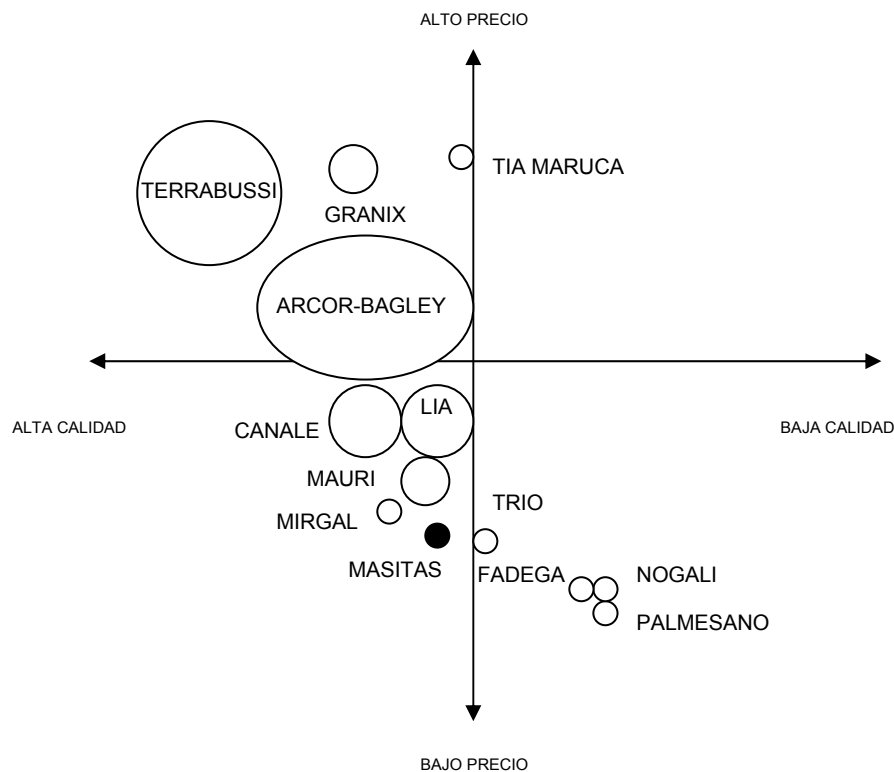 ALTO PRECIO
TIA MARUCA
TERRABUSSI
GRANIX
ARCOR-BAGLEY
ALTA CALIDAD
BAJA CALIDAD
LIA
CANALE
MAURI
TRIO
MIRGAL
MASITAS
FADEGA
NOGALI
PALMESANO
BAJO PRECIO